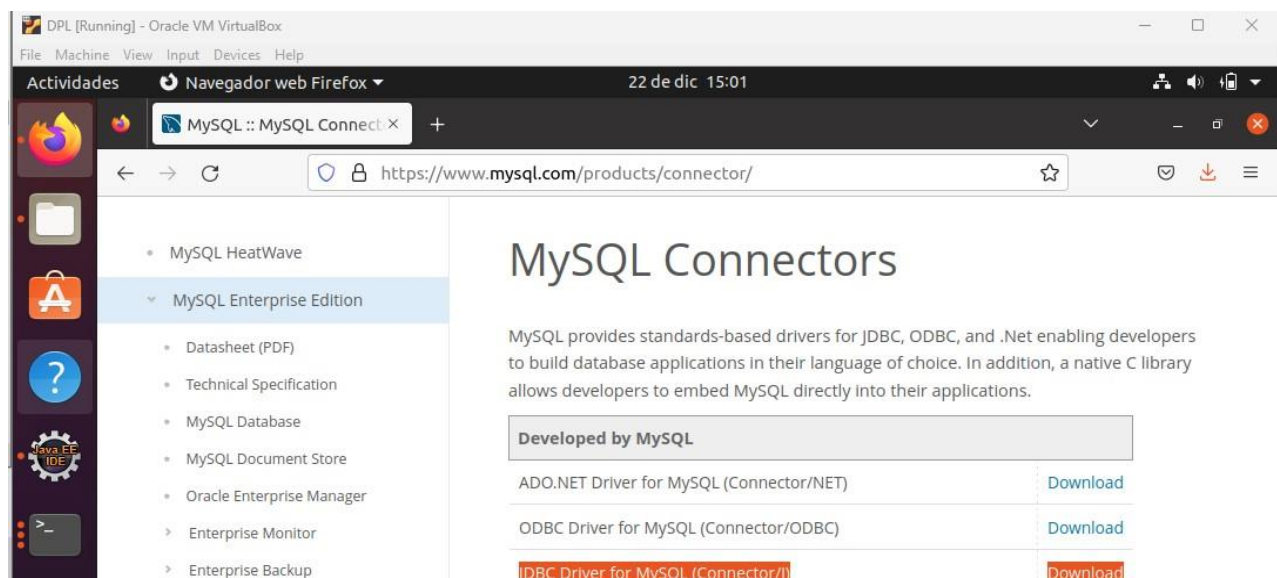 DPL [Running] - Oracle VM VirtualBox
File Machine View Input Devices Help
Actividades Navegador web Firefox 22 de dic 15:01
MySQL :: MySQL Connect
https://www.mysql.com/products/connector/
MySQL HeatWave
MySQL Enterprise Edition
Datasheet (PDF)
Technical Specification
MySQL Database
MySQL Document Store
Oracle Enterprise Manager
Enterprise Monitor
Enterprise Backup
MySQL Connectors
MySQL provides standards-based drivers for JDBC, ODBC, and .Net enabling developers
to build database applications in their language of choice. In addition, a native C library
allows developers to embed MySQL directly into their applications.
Developed by MySQL
ADO.NET Driver for MySQL (Connector/NET) Download
ODBC Driver for MySQL (Connector/ODBC) Download
JDBC Driver for MySQL (Connector/J) Download
Java EE
IDE